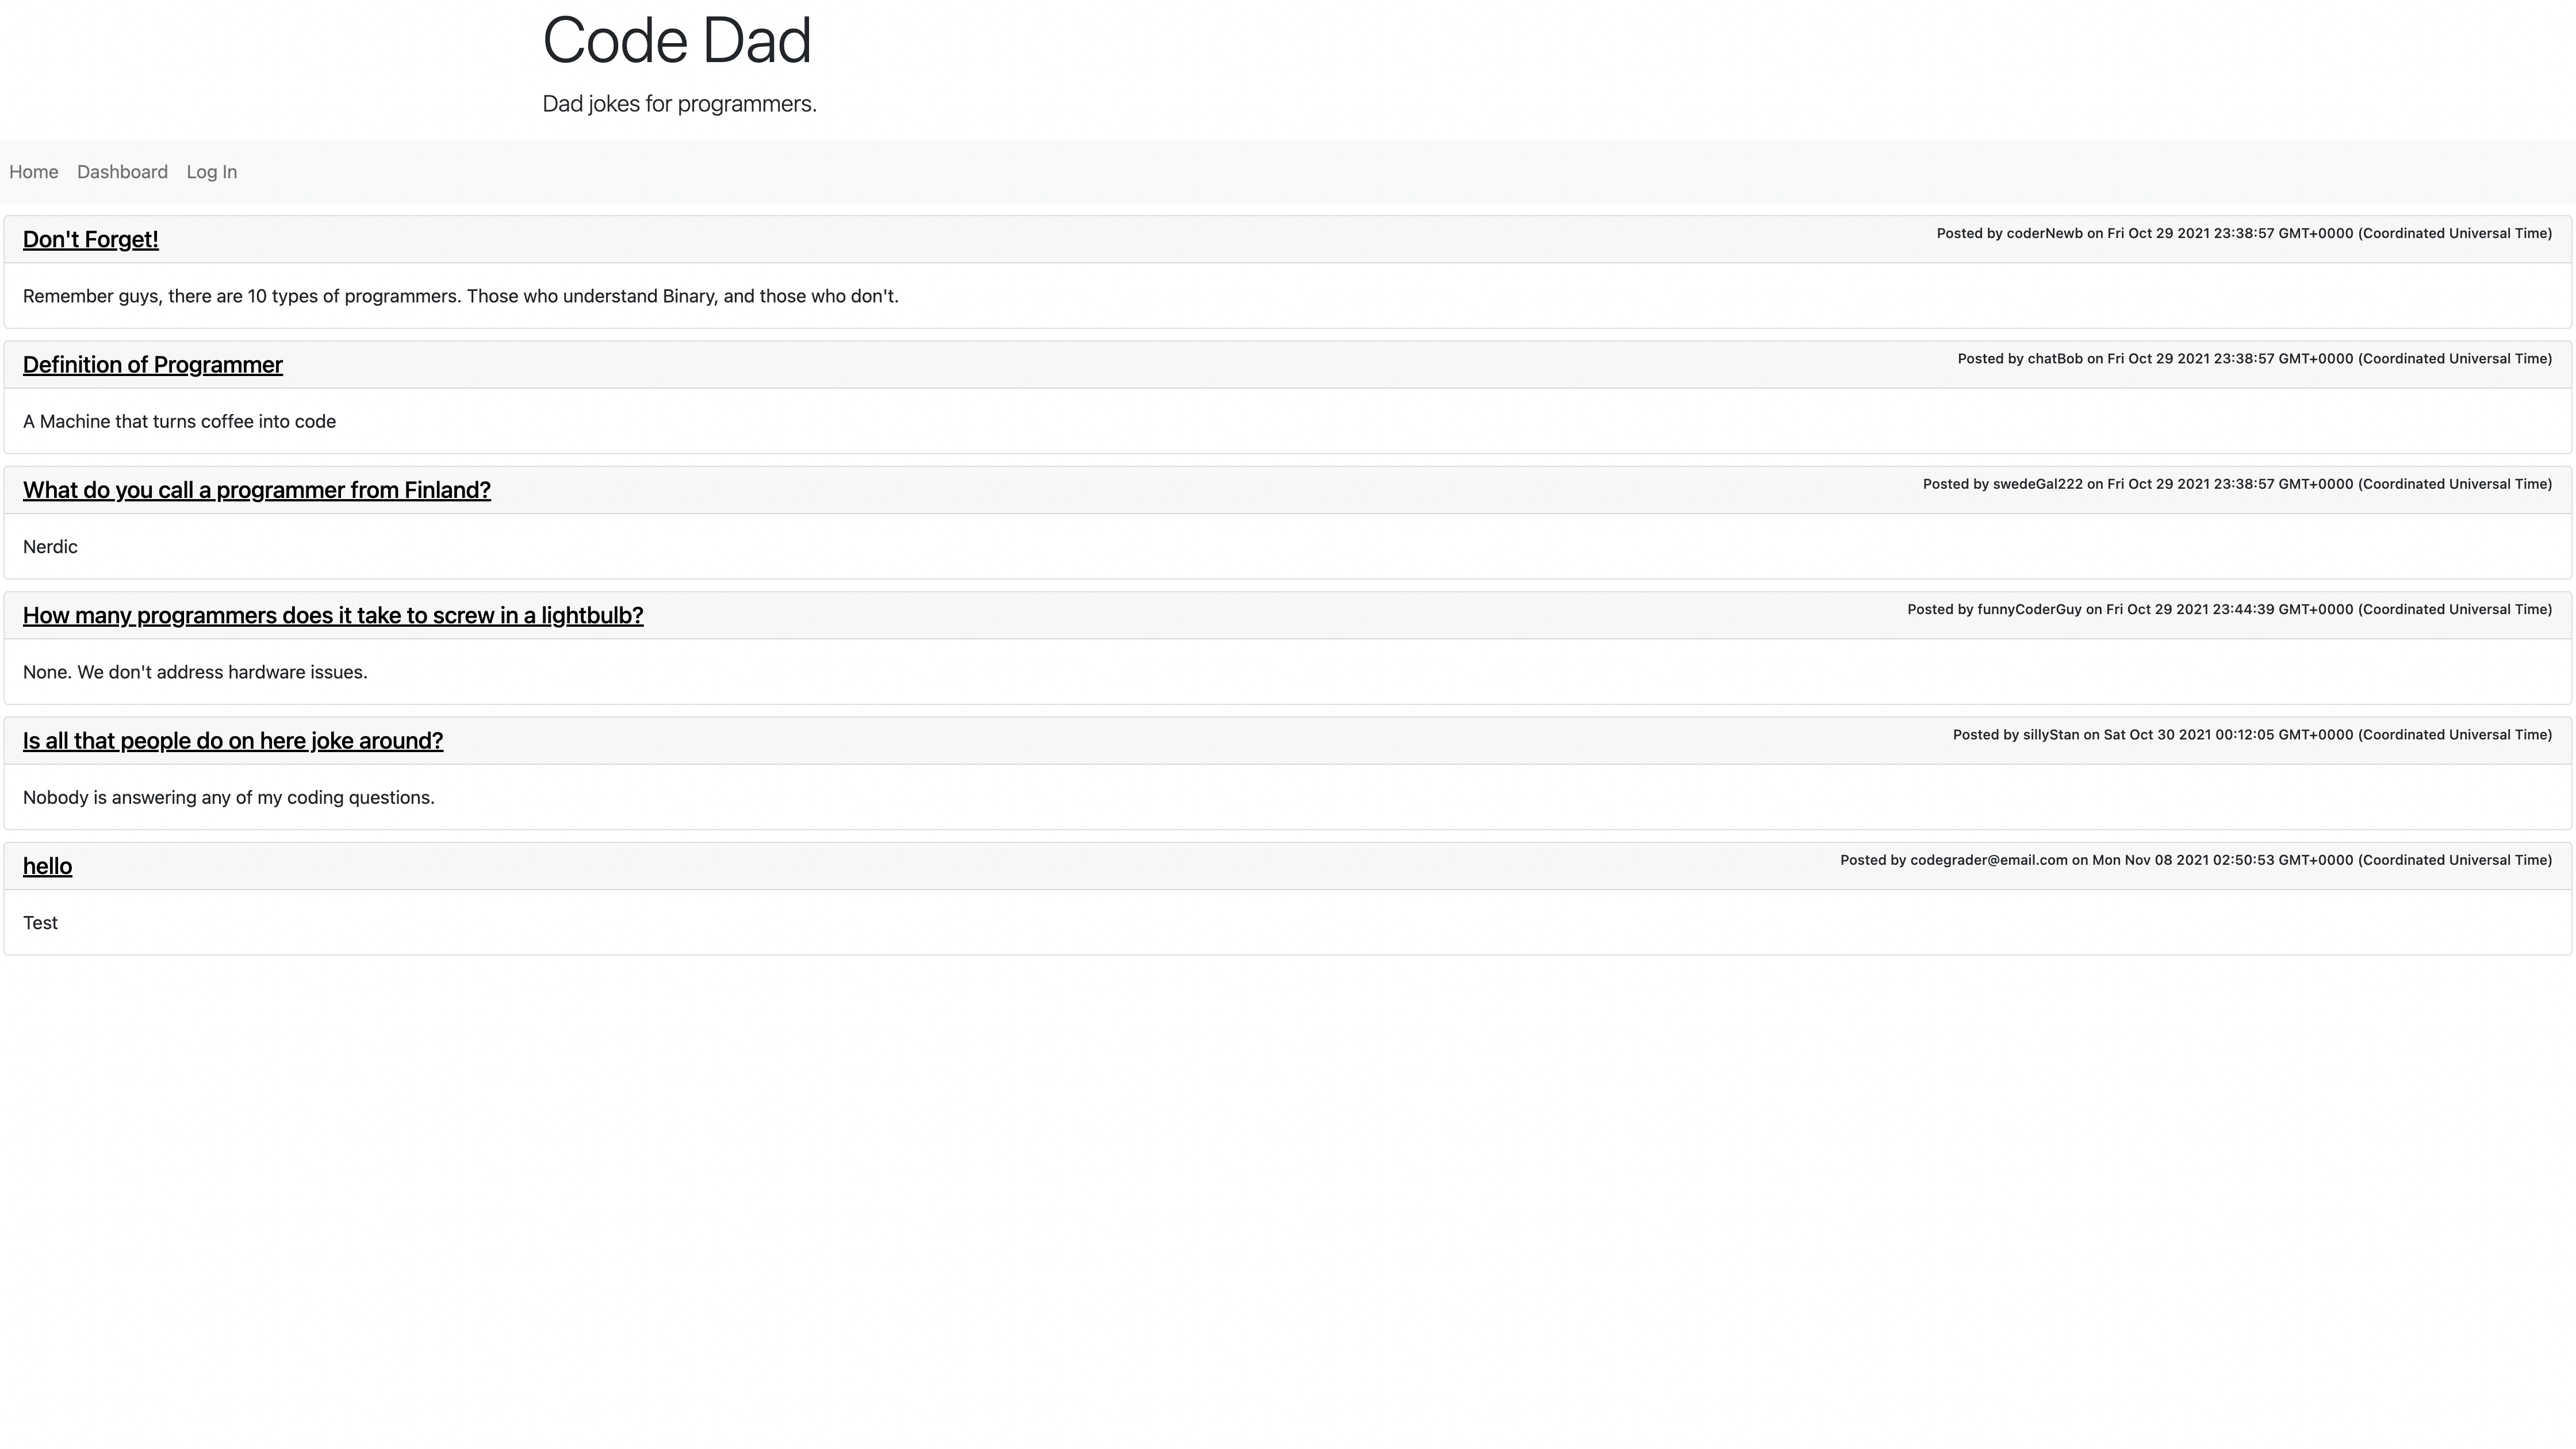 Code Dad
Dad jokes for programmers.
Home Dashboard Log In
Don't Forget! Posted by coderNewb on Fri Oct 29 2021 23:38:57 GMT+0000 (Coordinated Universal Time)
Remember guys, there are 10 types of programmers. Those who understand Binary, and those who don't.
Definition of Programmer Posted by chatBob on Fri Oct 29 2021 23:38:57 GMT+0000 (Coordinated Universal Time)
A Machine that turns coffee into code
What do you call a programmer from Finland? Posted by swedeGal222 on Fri Oct 29 2021 23:38:57 GMT+0000 (Coordinated Universal Time)
Nerdic
How many programmers does it take to screw in a lightbulb? Posted by funnyCoderGuy on Fri Oct 29 2021 23:44:39 GMT+0000 (Coordinated Universal Time)
None. We don't address hardware issues.
Is all that people do on here joke around? Posted by sillyStan on Sat Oct 30 2021 00:12:05 GMT+0000 (Coordinated Universal Time)
Nobody is answering any of my coding questions.
hello Posted by codegrader@email.com on Mon Nov 08 2021 02:50:53 GMT+0000 (Coordinated Universal Time)
Test